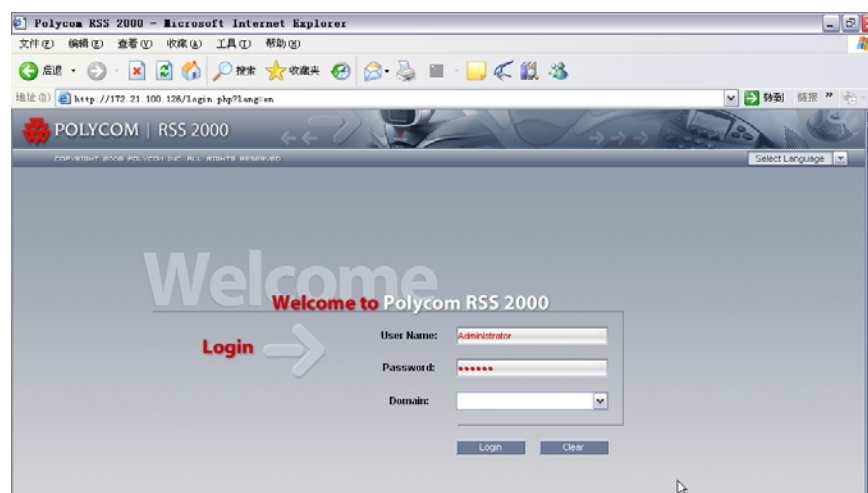 Polycom RSS 2000 - Microsoft Internet Explorer
文件(F) 编辑(E) 查看(V) 收藏(A) 工具(T) 帮助(H)
后退 搜索 收藏夹
地址(D) http://172.21.100.126/login.php?lang=en 转到 链接 »
POLYCOM | RSS 2000
COPYRIGHT 2008 POLYCOM INC. ALL RIGHTS RESERVED
Select Language
Welcome
Welcome to Polycom RSS 2000
Login
User Name: Administrator
Password: ••••••
Domain:
Login Clear